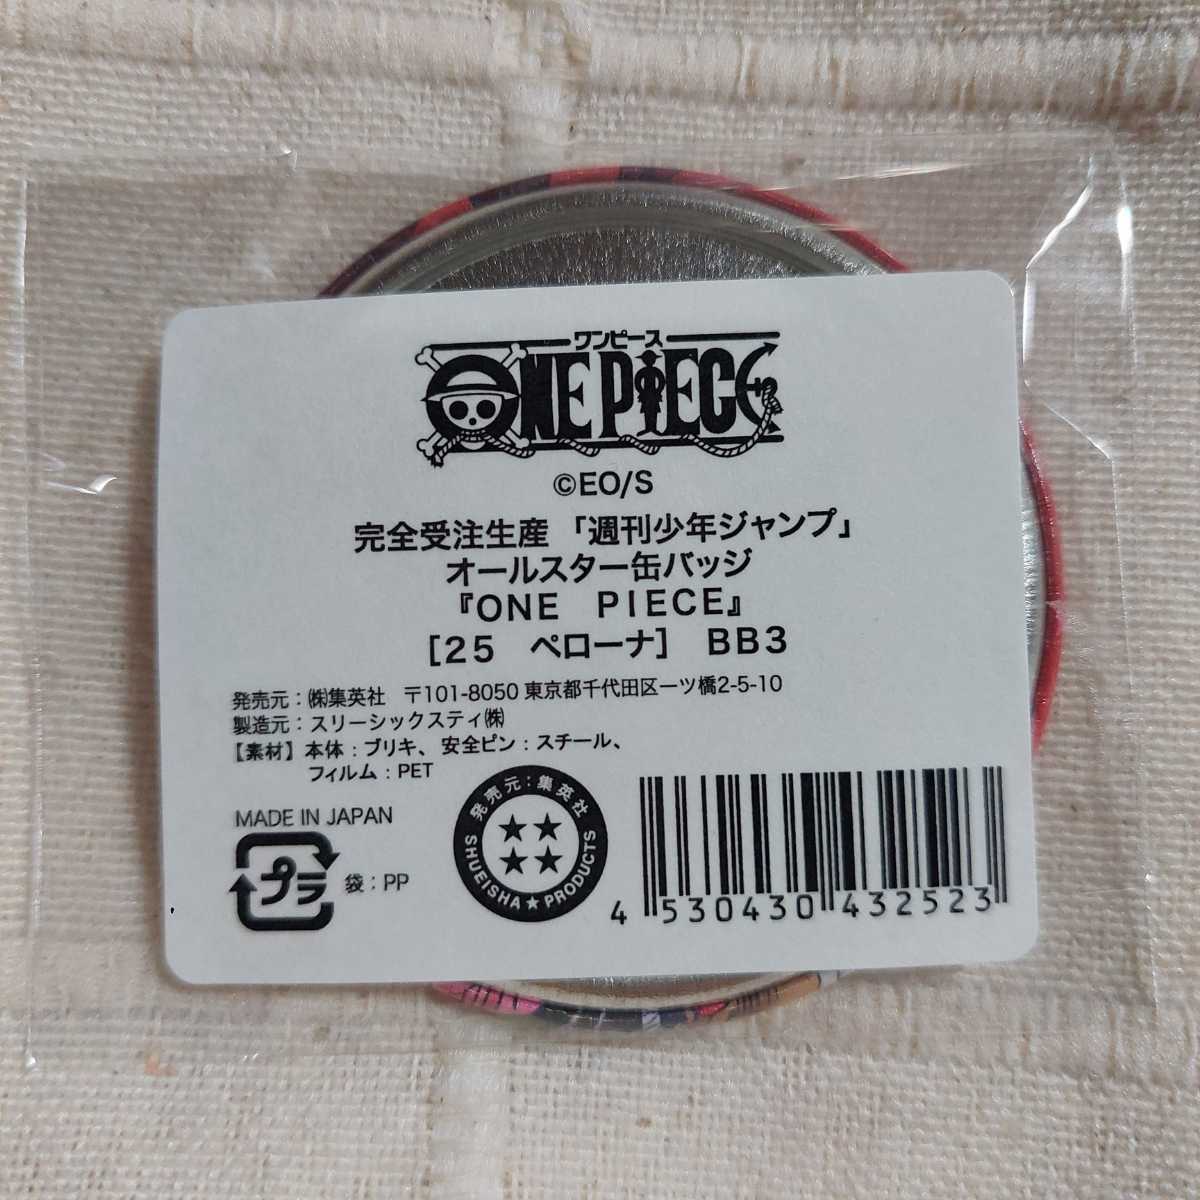 ワンピース
ONE PIECE
©EO/S
完全受注生産 「週刊少年ジャンプ」
オールスター缶バッジ
『ONE　PIECE』
［25　ペローナ］　BB3
発売元：㈱集英社　〒101-8050 東京都千代田区一ツ橋2-5-10
製造元：スリーシックスティ㈱
【素材】本体：ブリキ、安全ピン：スチール、
フィルム：PET
MADE IN JAPAN
プラ
袋：PP
発売元：集英社
SHUEISHA★PRODUCTS
4 530430 432523